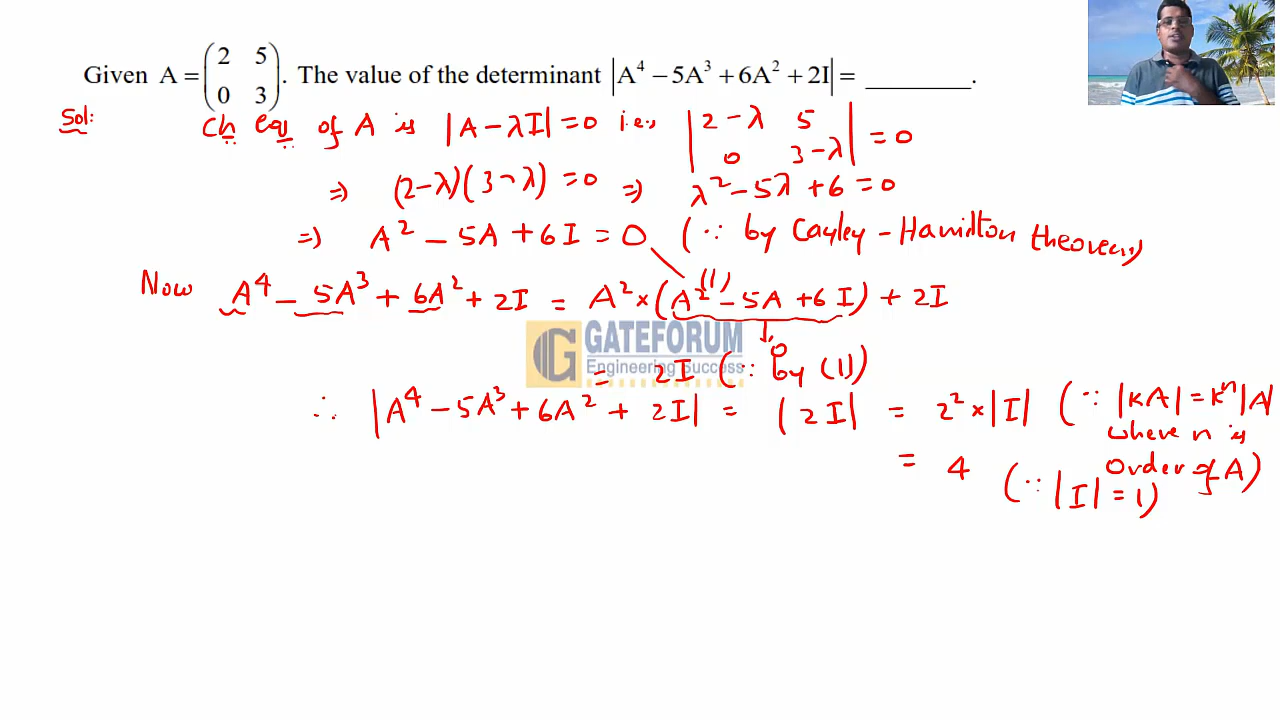 Given A = (2 5
0 3). The value of the determinant |A⁴ − 5A³ + 6A² + 2I| = ________.
Sol:
Ch eqn of A is |A − λI| = 0 i.e., |2 − λ 5
0 3 − λ| = 0
⇒ (2 − λ)(3 − λ) = 0 ⇒ λ² − 5λ + 6 = 0
⇒ A² − 5A + 6I = 0 (∵ by Cayley - Hamilton theorem)
(1)
Now A⁴ − 5A³ + 6A² + 2I = A² × (A² − 5A + 6I) + 2I
0
= 2I (∵ by (1))
∴ |A⁴ − 5A³ + 6A² + 2I| = |2I| = 2² × |I| (∵ |KA| = Kⁿ|A|
where n is
Order of A)
= 4 (∵ |I| = 1)
GATEFORUM
Engineering Success